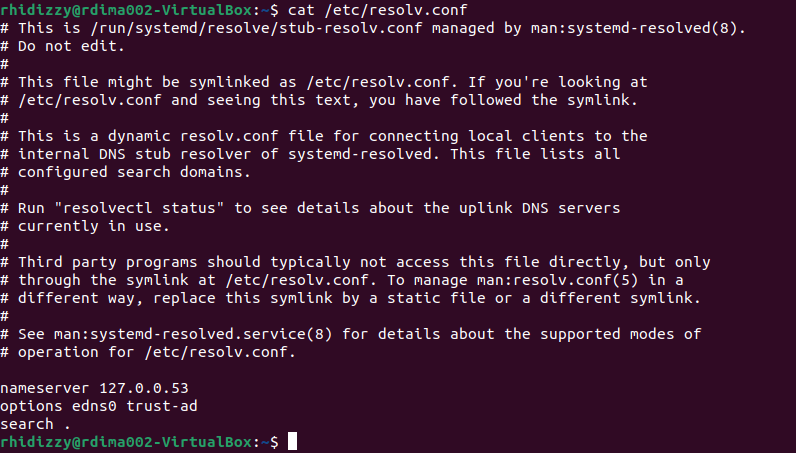 rhidizzy@rdima002-VirtualBox:~$ cat /etc/resolv.conf
# This is /run/systemd/resolve/stub-resolv.conf managed by man:systemd-resolved(8).
# Do not edit.
#
# This file might be symlinked as /etc/resolv.conf. If you're looking at
# /etc/resolv.conf and seeing this text, you have followed the symlink.
#
# This is a dynamic resolv.conf file for connecting local clients to the
# internal DNS stub resolver of systemd-resolved. This file lists all
# configured search domains.
#
# Run "resolvectl status" to see details about the uplink DNS servers
# currently in use.
#
# Third party programs should typically not access this file directly, but only
# through the symlink at /etc/resolv.conf. To manage man:resolv.conf(5) in a
# different way, replace this symlink by a static file or a different symlink.
#
# See man:systemd-resolved.service(8) for details about the supported modes of
# operation for /etc/resolv.conf.

nameserver 127.0.0.53
options edns0 trust-ad
search .
rhidizzy@rdima002-VirtualBox:~$